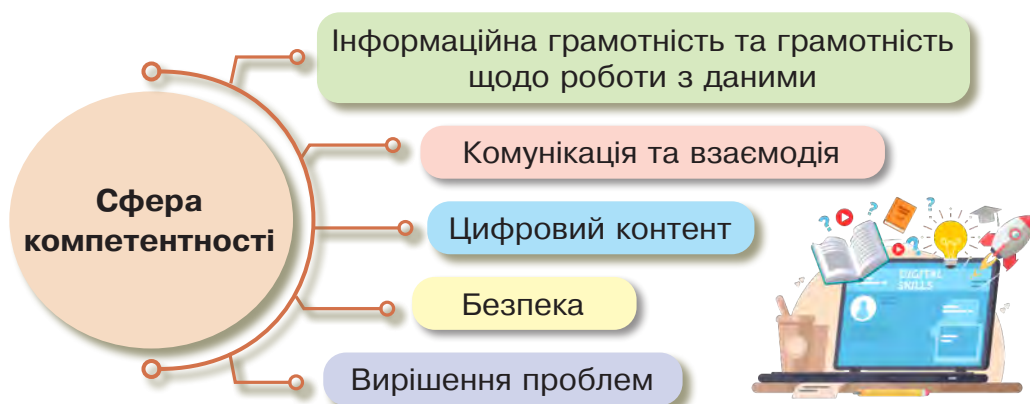 Інформаційна грамотність та грамотність
щодо роботи з даними
Комунікація та взаємодія
Сфера
компетентності
Цифровий контент
DIGITAL
SKILLS
Безпека
Вирішення проблем